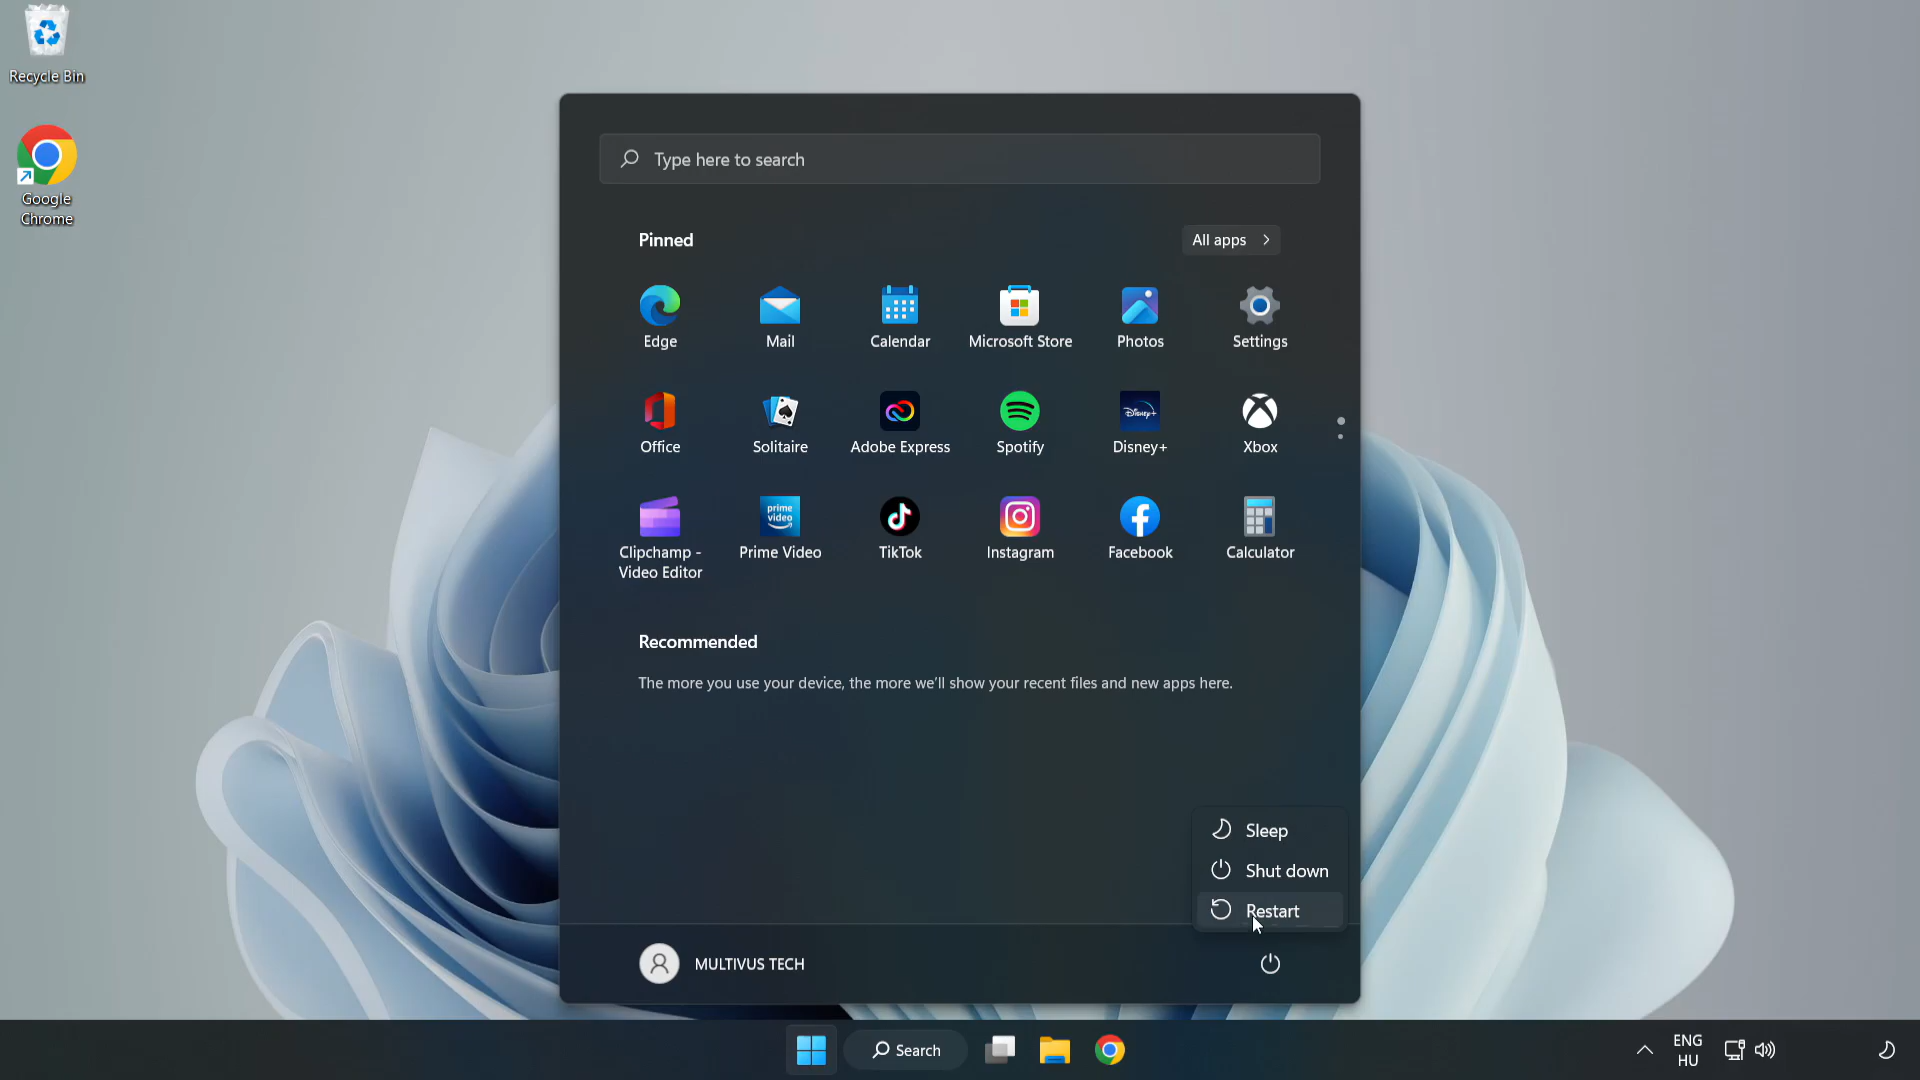 Recycle Bin
Google
Chrome
Type here to search
Pinned
All apps
Edge
Mail
Calendar
Microsoft Store
Photos
Settings
Office
Solitaire
Adobe Express
Spotify
Disney+
Disney+
Xbox
prime
video
Clipchamp -
Video Editor
Prime Video
TikTok
Instagram
Facebook
Calculator
Recommended
The more you use your device, the more we'll show your recent files and new apps here.
Sleep
Shut down
Restart
MULTIVUS TECH
Search
ENG
HU